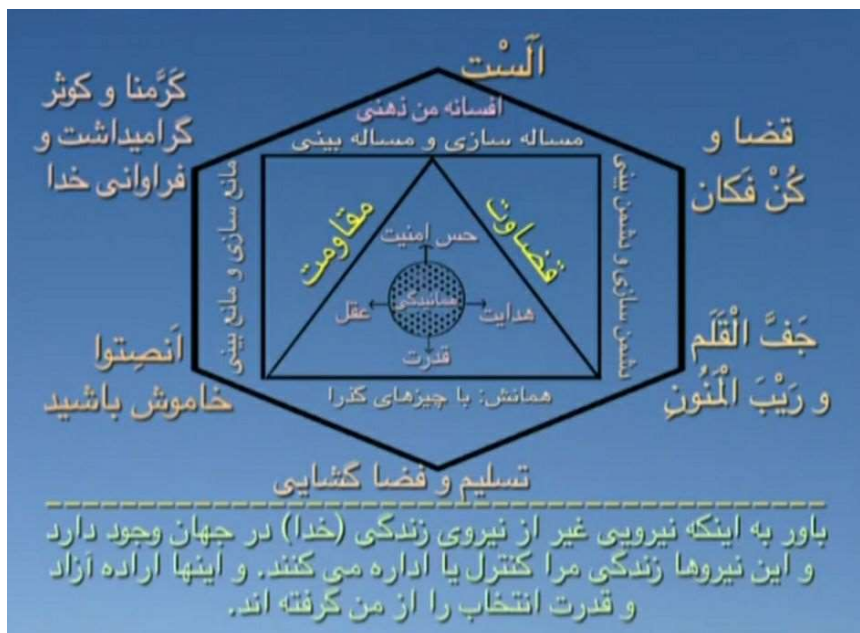 اَلَسْت
کَرَّمنا و کوثر
گرامیداشت و
فراوانی خدا
قضا و
کُنْ فَکان
افسانه من ذهنی
مساله سازی و مساله بینی
مانع سازی و مانع بینی
دشمن سازی و دشمن بینی
مقاومت
قضاوت
حس امنیت
همانیدگی
عقل
هدایت
قدرت
همانش: با چیزهای گذرا
اَنصِتوا
خاموش باشید
جَفَّ الْقَلَم
و رَیْبَ الْمَنُونِ
تسلیم و فضا گشایی
باور به اینکه نیرویی غیر از نیروی زندگی (خدا) در جهان وجود دارد
و این نیروها زندگی مرا کنترل یا اداره می کنند. و اینها اراده آزاد
و قدرت انتخاب را از من گرفته اند.